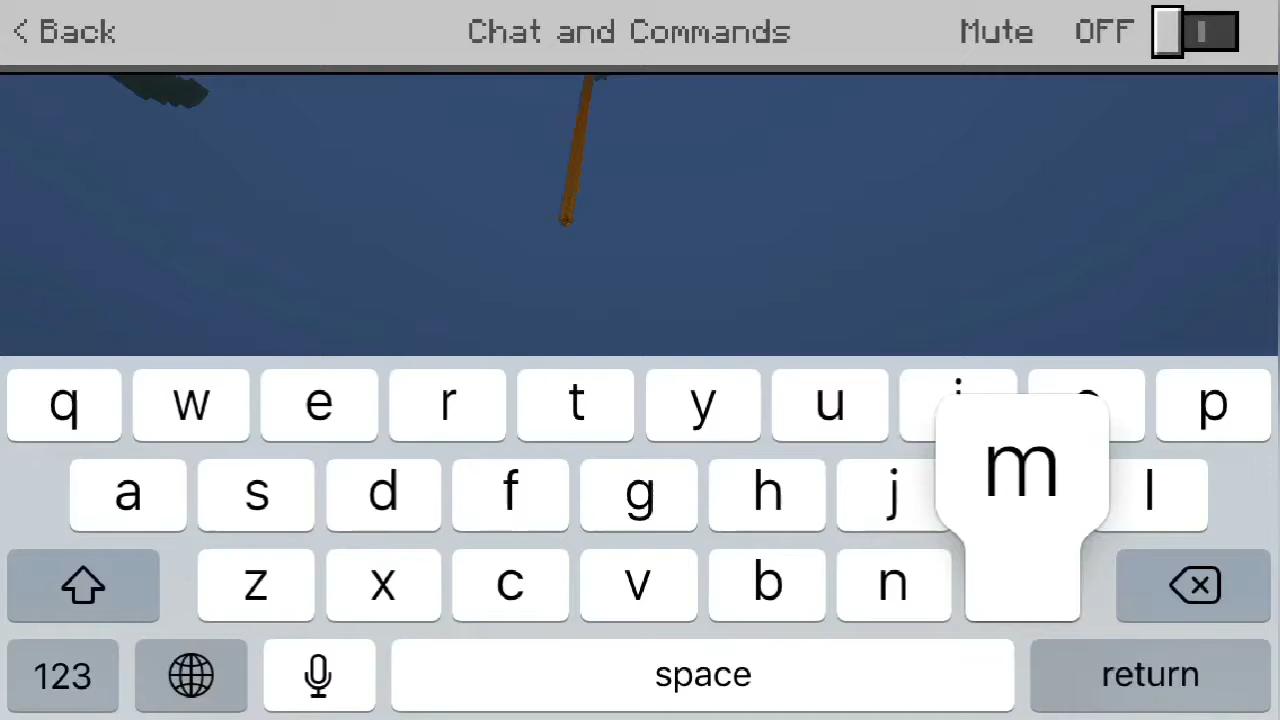 < Back Chat and Commands Mute OFF
q w e r t y u i p
a s d f g h j l
z x c v b n m
123 space return